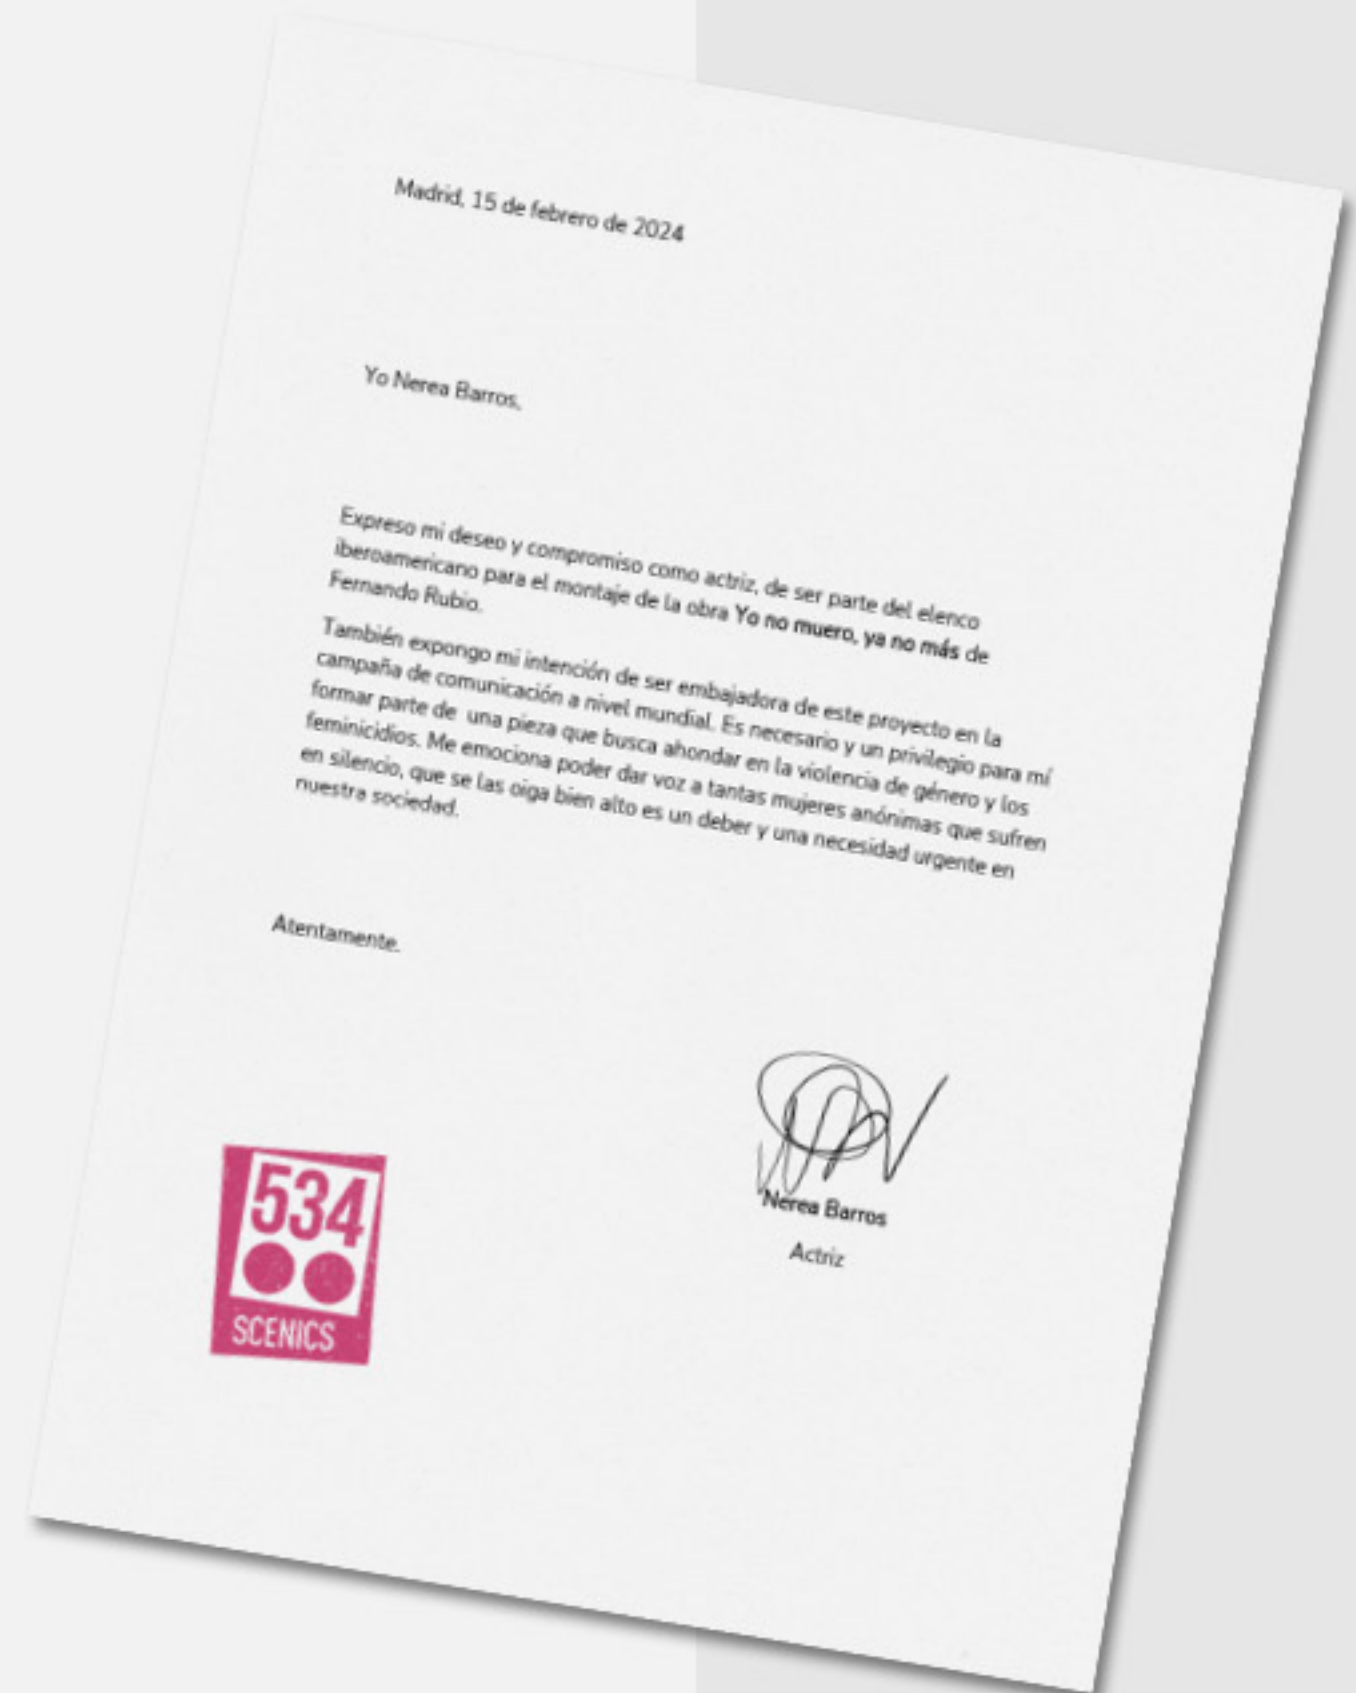 Madrid, 15 de febrero de 2024
Yo Nerea Barros,
Expreso mi deseo y compromiso como actriz, de ser parte del elenco
iberoamericano para el montaje de la obra Yo no muero, ya no más de
Fernando Rubio.
También expongo mi intención de ser embajadora de este proyecto en la
campaña de comunicación a nivel mundial. Es necesario y un privilegio para mí
formar parte de una pieza que busca ahondar en la violencia de género y los
feminicidios. Me emociona poder dar voz a tantas mujeres anónimas que sufren
en silencio, que se las oiga bien alto es un deber y una necesidad urgente en
nuestra sociedad.
Atentamente.
Nerea Barros
Actriz
534
SCENICS